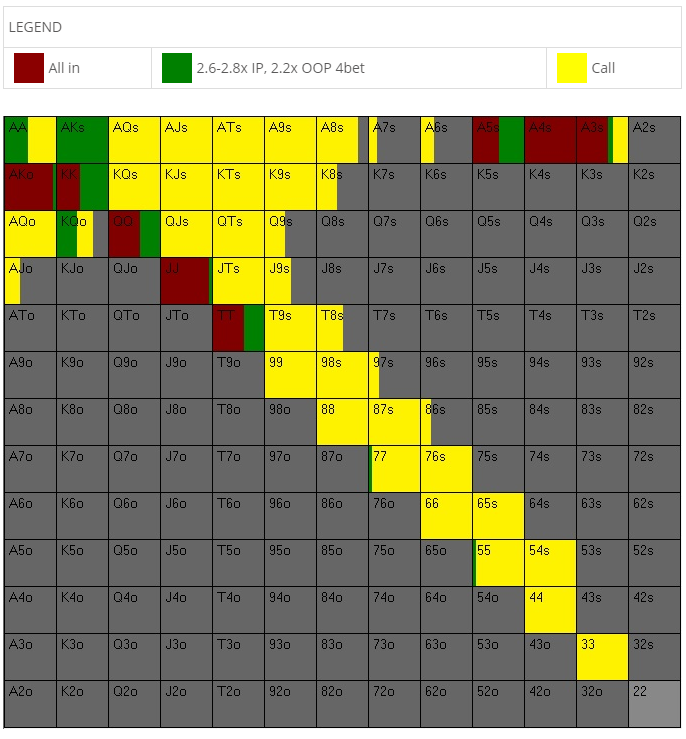 LEGEND
All in 2.6-2.8x IP, 2.2x OOP 4bet Call
AA AKs AQs AJs ATs A9s A8s A7s A6s A5s A4s A3s A2s
AKo KK KQs KJs KTs K9s K8s K7s K6s K5s K4s K3s K2s
AQo KQo QQ QJs QTs Q9s Q8s Q7s Q6s Q5s Q4s Q3s Q2s
AJo KJo QJo JJ JTs J9s J8s J7s J6s J5s J4s J3s J2s
ATo KTo QTo JTo TT T9s T8s T7s T6s T5s T4s T3s T2s
A9o K9o Q9o J9o T9o 99 98s 97s 96s 95s 94s 93s 92s
A8o K8o Q8o J8o T8o 98o 88 87s 86s 85s 84s 83s 82s
A7o K7o Q7o J7o T7o 97o 87o 77 76s 75s 74s 73s 72s
A6o K6o Q6o J6o T6o 96o 86o 76o 66 65s 64s 63s 62s
A5o K5o Q5o J5o T5o 95o 85o 75o 65o 55 54s 53s 52s
A4o K4o Q4o J4o T4o 94o 84o 74o 64o 54o 44 43s 42s
A3o K3o Q3o J3o T3o 93o 83o 73o 63o 53o 43o 33 32s
A2o K2o Q2o J2o T2o 92o 82o 72o 62o 52o 42o 32o 22